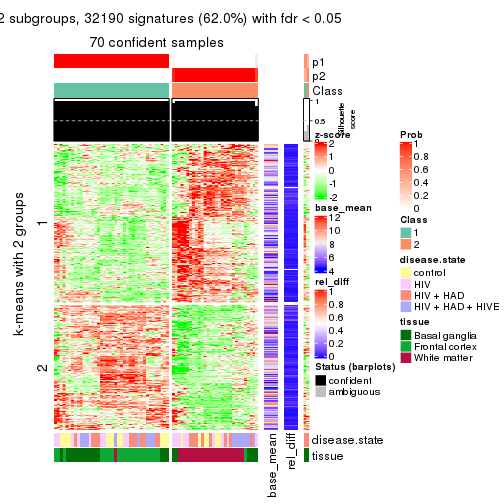 2 subgroups, 32190 signatures (62.0%) with fdr < 0.05
70 confident samples
p1
p2
Class
1
0.5
0
Silhouette
score
k-means with 2 groups
1
2
z-score
2
1
0
-1
-2
base_mean
12
10
8
6
4
rel_diff
1
0.8
0.6
0.4
0.2
0
Status (barplots)
confident
ambiguous
Prob
1
0.8
0.6
0.4
0.2
0
Class
1
2
disease.state
control
HIV
HIV + HAD
HIV + HAD + HIVE
tissue
Basal ganglia
Frontal cortex
White matter
disease.state
tissue
base_mean
rel_diff